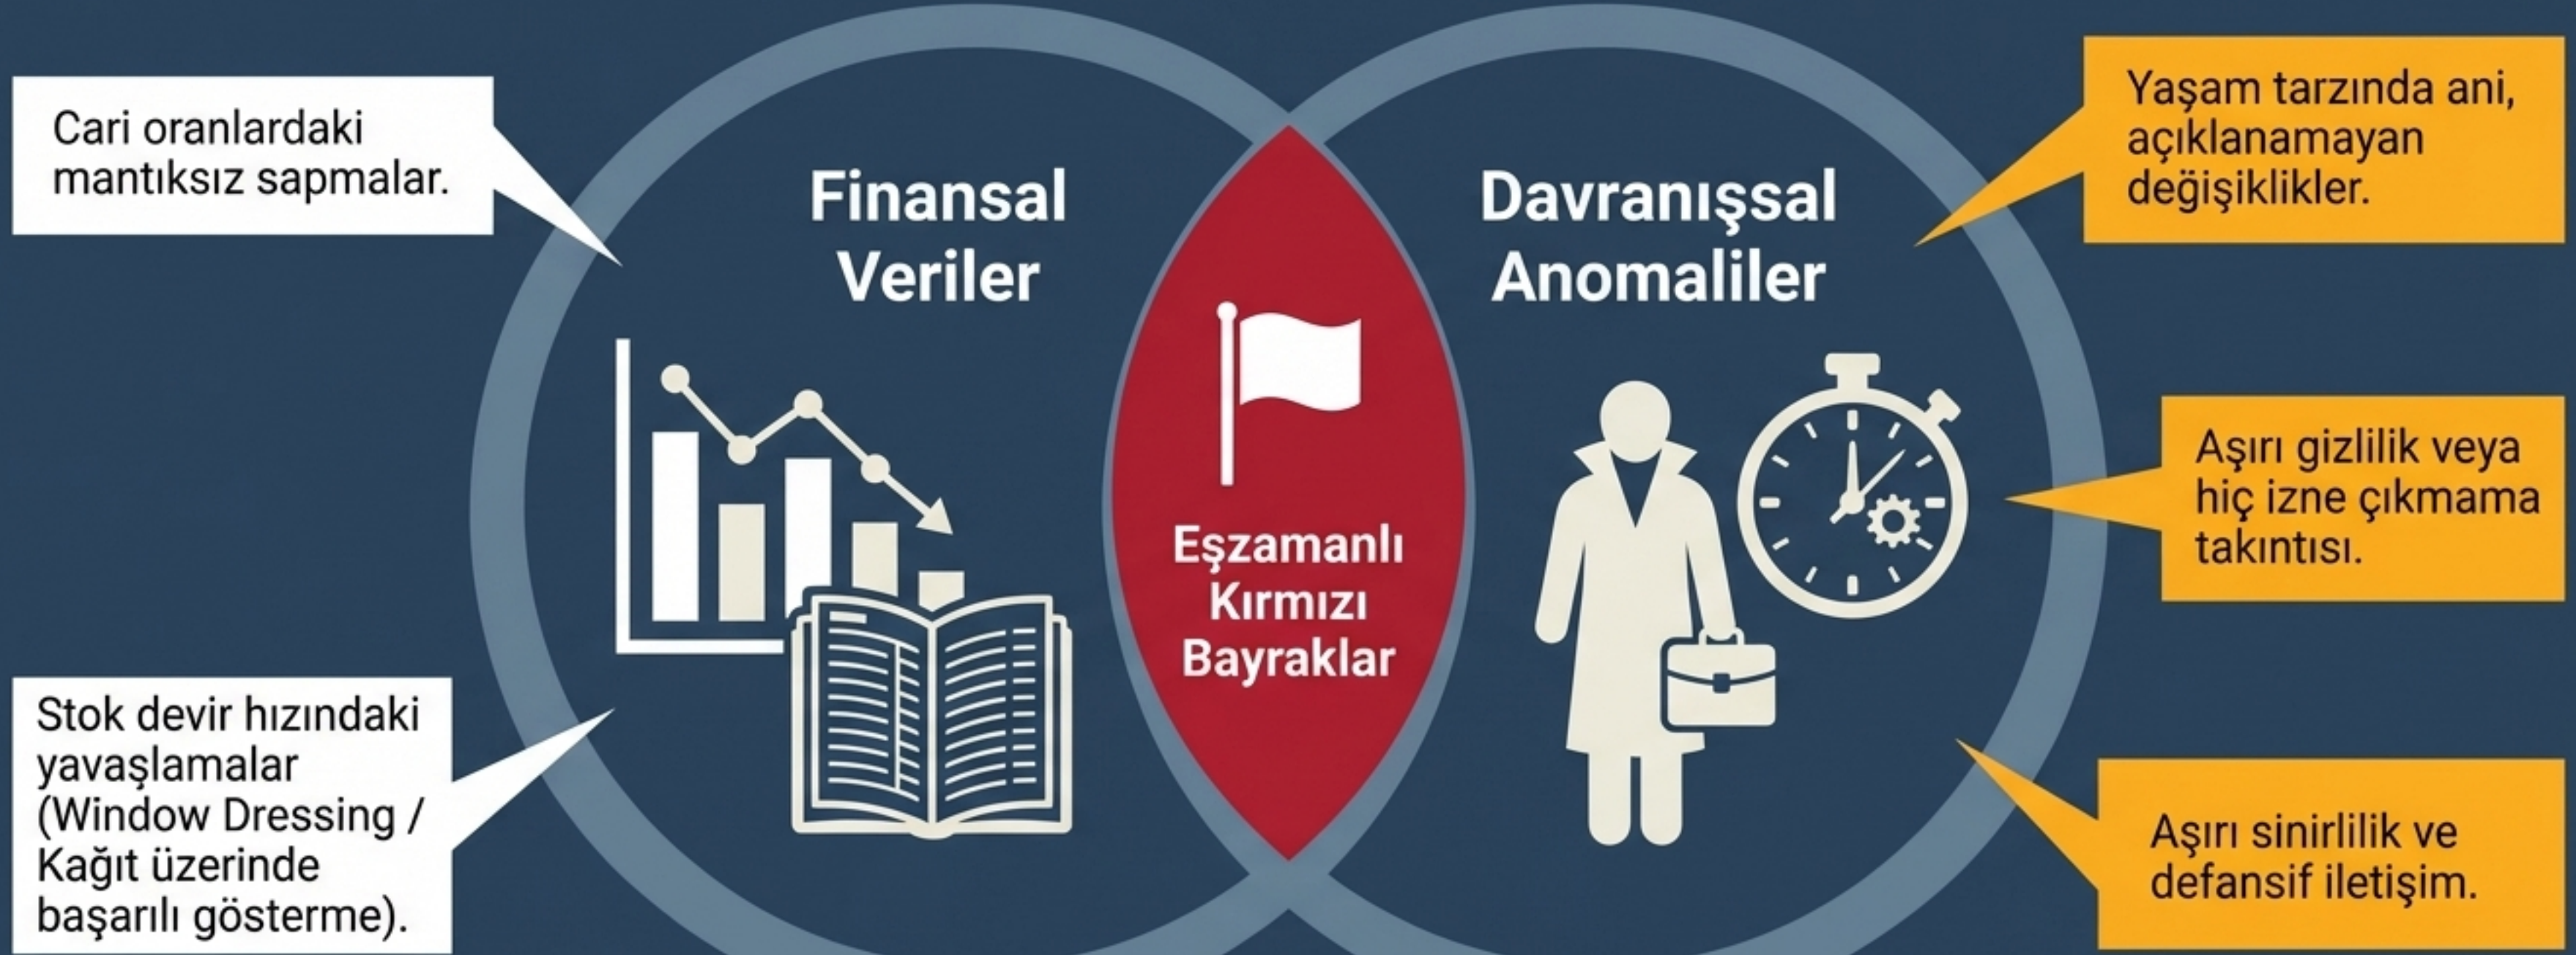 Cari oranlardaki
mantıksız sapmalar.
Stok devir hızındaki
yavaşlamalar
(Window Dressing /
Kağıt üzerinde
başarılı gösterme).
Finansal
Veriler
Eşzamanlı
Kırmızı
Bayraklar
Davranışsal
Anomaliler
Yaşam tarzında ani,
açıklanamayan
değişiklikler.
Aşırı gizlilik veya
hiç izne çıkmama
takıntısı.
Aşırı sinirlilik ve
defansif iletişim.